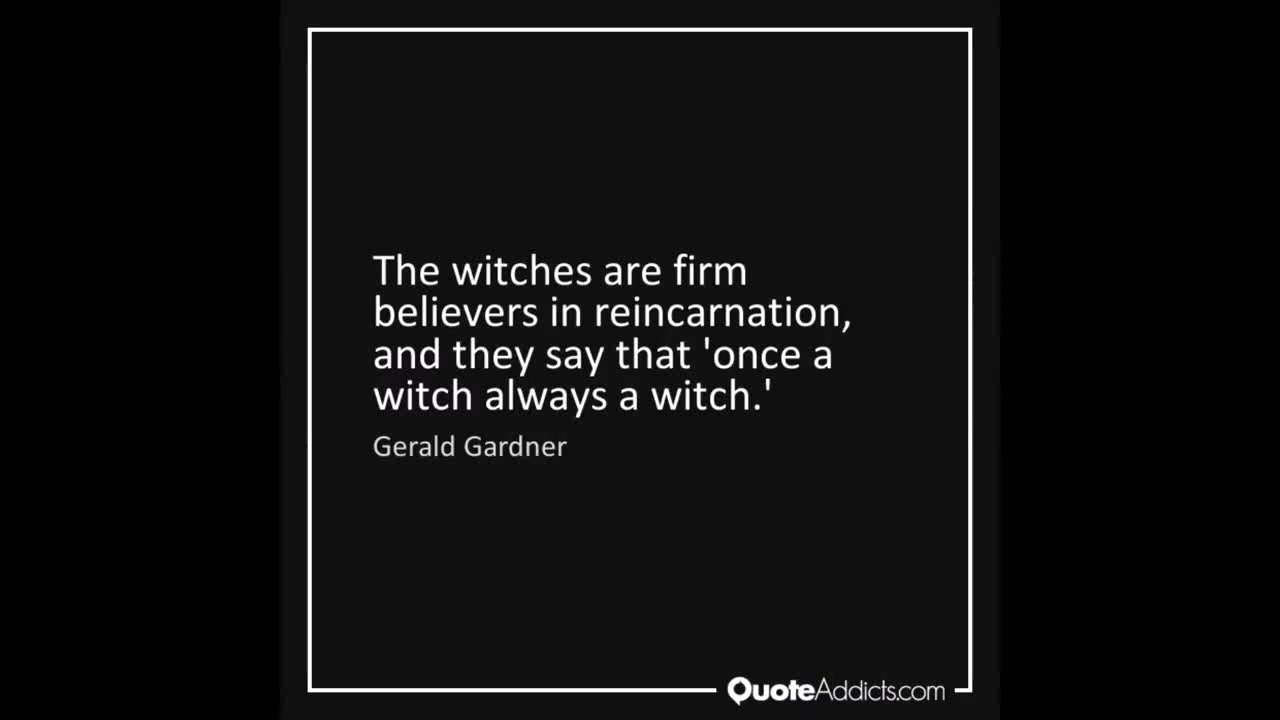 The witches are firm
believers in reincarnation,
and they say that 'once a
witch always a witch.'
Gerald Gardner
QuoteAddicts.com